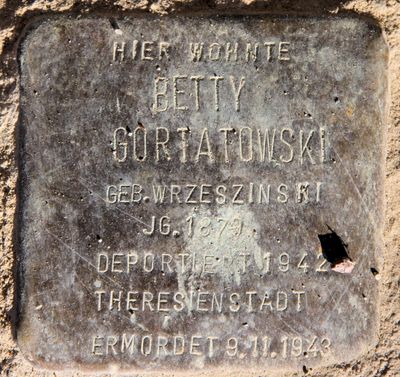 HIER WOHNTE
BETTY
GORTATOWSKI
GEB. WRZESZINSKI
JG. 1879
DEPORTIERT 1942
THERESIENSTADT
ERMORDET 9.11.1943